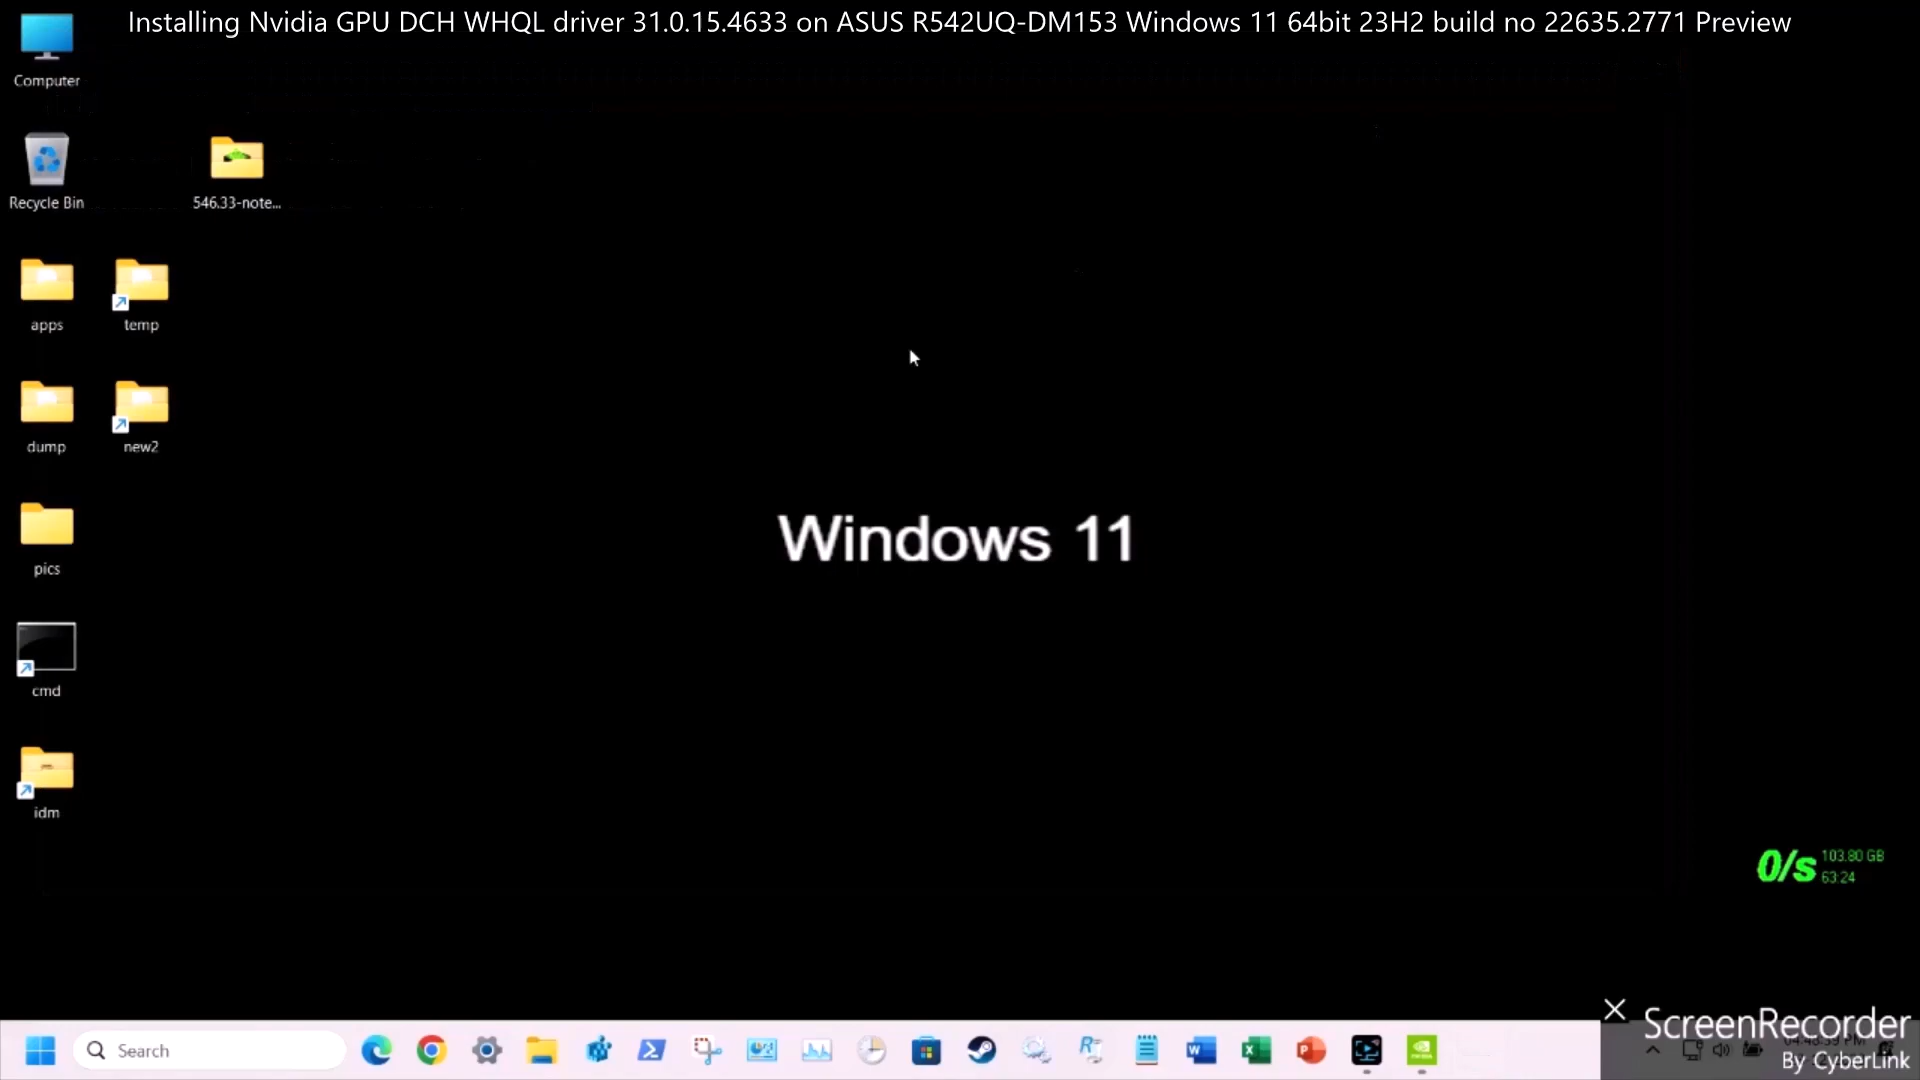 Installing Nvidia GPU DCH WHQL driver 31.0.15.4633 on ASUS R542UQ-DM153 Windows 11 64bit 23H2 build no 22635.2771 Preview
Computer
Recycle Bin
546.33-note...
apps
temp
dump
new2
pics
cmd
idm
Windows 11
0/s
103.80 GB
63:24
Search
ScreenRecorder
By CyberLink